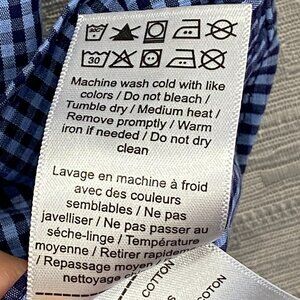 30
Machine wash cold with like
colors / Do not bleach /
Tumble dry / Medium heat /
Remove promptly / Warm
iron if needed / Do not dry
clean
Lavage en machine à froid
avec des couleurs
semblables / Ne pas
javelliser / Ne pas passer au
séche-linge / Température
moyenne / Retirer
/ Repassage moyen
nettoyage
COTTON
COTON